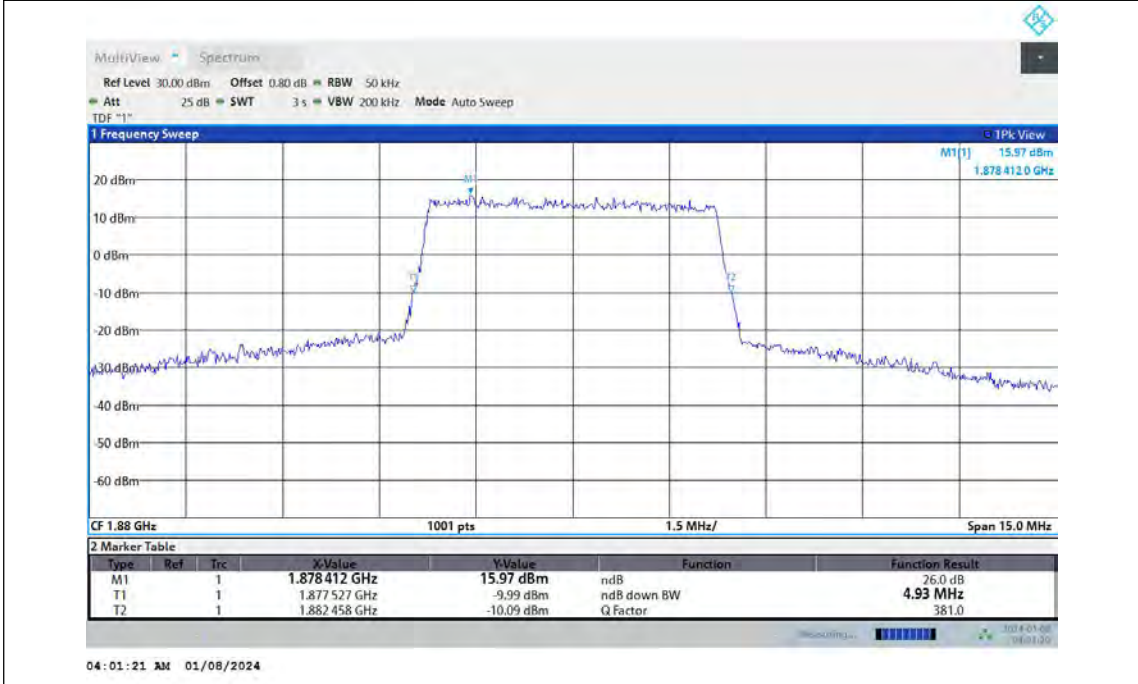 MultiView Spectrum
Ref Level 30.00 dBm Offset 0.80 dB RBW 50 kHz
Att 25 dB SWT 3 s VBW 200 kHz Mode Auto Sweep
TDF "1"
1 Frequency Sweep 1Pk View
M1[1] 15.97 dBm
1.878 412 0 GHz
M1
20 dBm
10 dBm
0 dBm
T1 T2
-10 dBm
-20 dBm
-30 dBm
-40 dBm
-50 dBm
-60 dBm
CF 1.88 GHz 1001 pts 1.5 MHz/ Span 15.0 MHz
2 Marker Table
Type Ref Trc X-Value Y-Value Function Function Result
M1 1 1.878 412 GHz 15.97 dBm ndB 26.0 dB
T1 1 1.877 527 GHz -9.99 dBm ndB down BW 4.93 MHz
T2 1 1.882 458 GHz -10.09 dBm Q Factor 381.0
Measuring... 2024-01-08
04:01:20
04:01:21 AM 01/08/2024